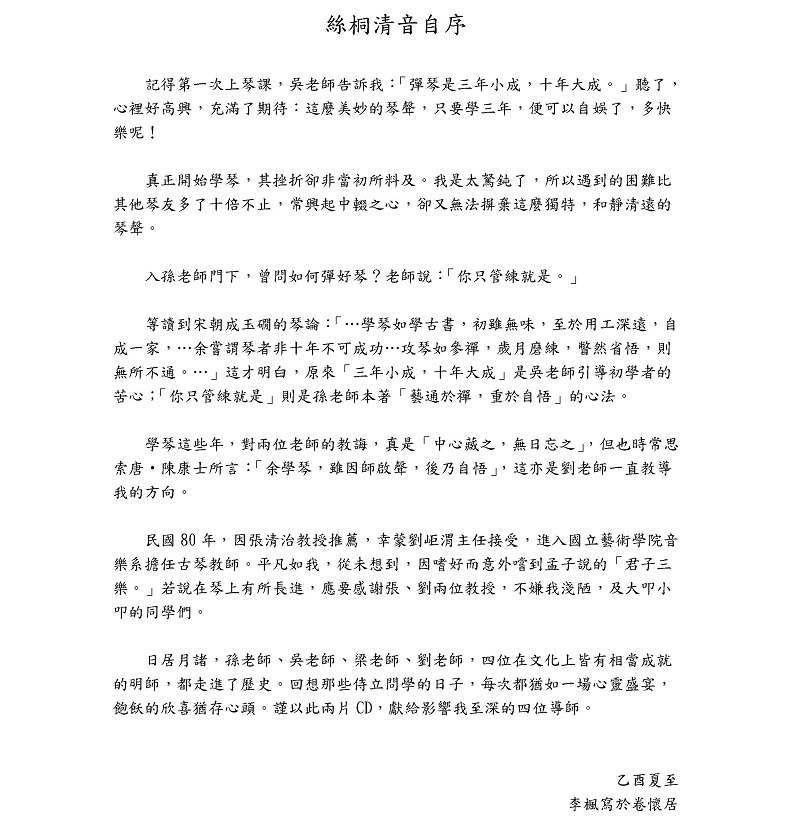 絲桐清音自序
記得第一次上琴課，吳老師告訴我：「彈琴是三年小成，十年大成。」聽了，
心裡好高興，充滿了期待：這麼美妙的琴聲，只要學三年，便可以自娛了，多快
樂呢！
真正開始學琴，其挫折卻非當初所料及。我是太駑鈍了，所以遇到的困難比
其他琴友多了十倍不止，常興起中輟之心，卻又無法摒棄這麼獨特，和靜清遠的
琴聲。
入孫老師門下，曾問如何彈好琴？老師說：「你只管練就是。」
等讀到宋朝成玉磵的琴論：「…學琴如學古書，初雖無味，至於用工深遠，自
成一家，…余嘗謂琴者非十年不可成功…攻琴如參禪，歲月磨練，瞥然省悟，則
無所不通。…」這才明白，原來「三年小成，十年大成」是吳老師引導初學者的
苦心；「你只管練就是」則是孫老師本著「藝通於禪，重於自悟」的心法。
學琴這些年，對兩位老師的教誨，真是「中心藏之，無日忘之」，但也時常思
索唐‧陳康士所言：「余學琴，雖因師啟聲，後乃自悟」，這亦是劉老師一直教導
我的方向。
民國 80 年，因張清治教授推薦，幸蒙劉岠渭主任接受，進入國立藝術學院音
樂系擔任古琴教師。平凡如我，從未想到，因嗜好而意外嚐到孟子說的「君子三
樂。」若說在琴上有所長進，應要感謝張、劉兩位教授，不嫌我淺陋，及大叩小
叩的同學們。
日居月諸，孫老師、吳老師、梁老師、劉老師，四位在文化上皆有相當成就
的明師，都走進了歷史。回想那些侍立問學的日子，每次都猶如一場心靈盛宴，
飽飫的欣喜猶存心頭。謹以此兩片 CD，獻給影響我至深的四位導師。
乙酉夏至
李楓寫於卷懷居